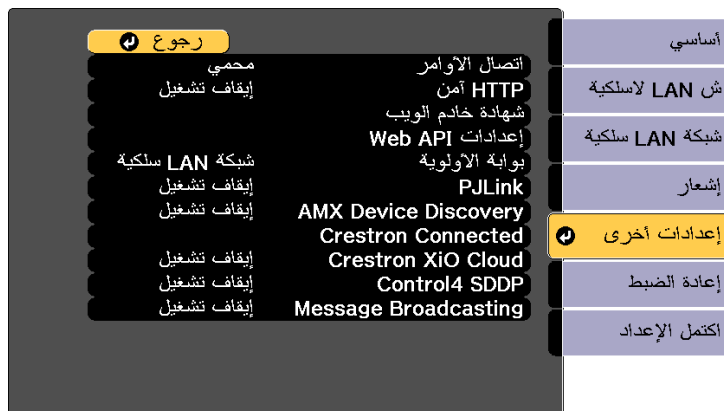 أساسي
ش LAN لاسلكية
شبكة LAN سلكية
إشعار
إعدادات أخرى
إعادة الضبط
اكتمل الإعداد
رجوع
اتصال الأوامر محمي
HTTP آمن إيقاف تشغيل
شهادة خادم الويب
إعدادات Web API
بوابة الأولوية شبكة LAN سلكية
PJLink إيقاف تشغيل
AMX Device Discovery إيقاف تشغيل
Crestron Connected
Crestron XiO Cloud إيقاف تشغيل
Control4 SDDP إيقاف تشغيل
Message Broadcasting إيقاف تشغيل